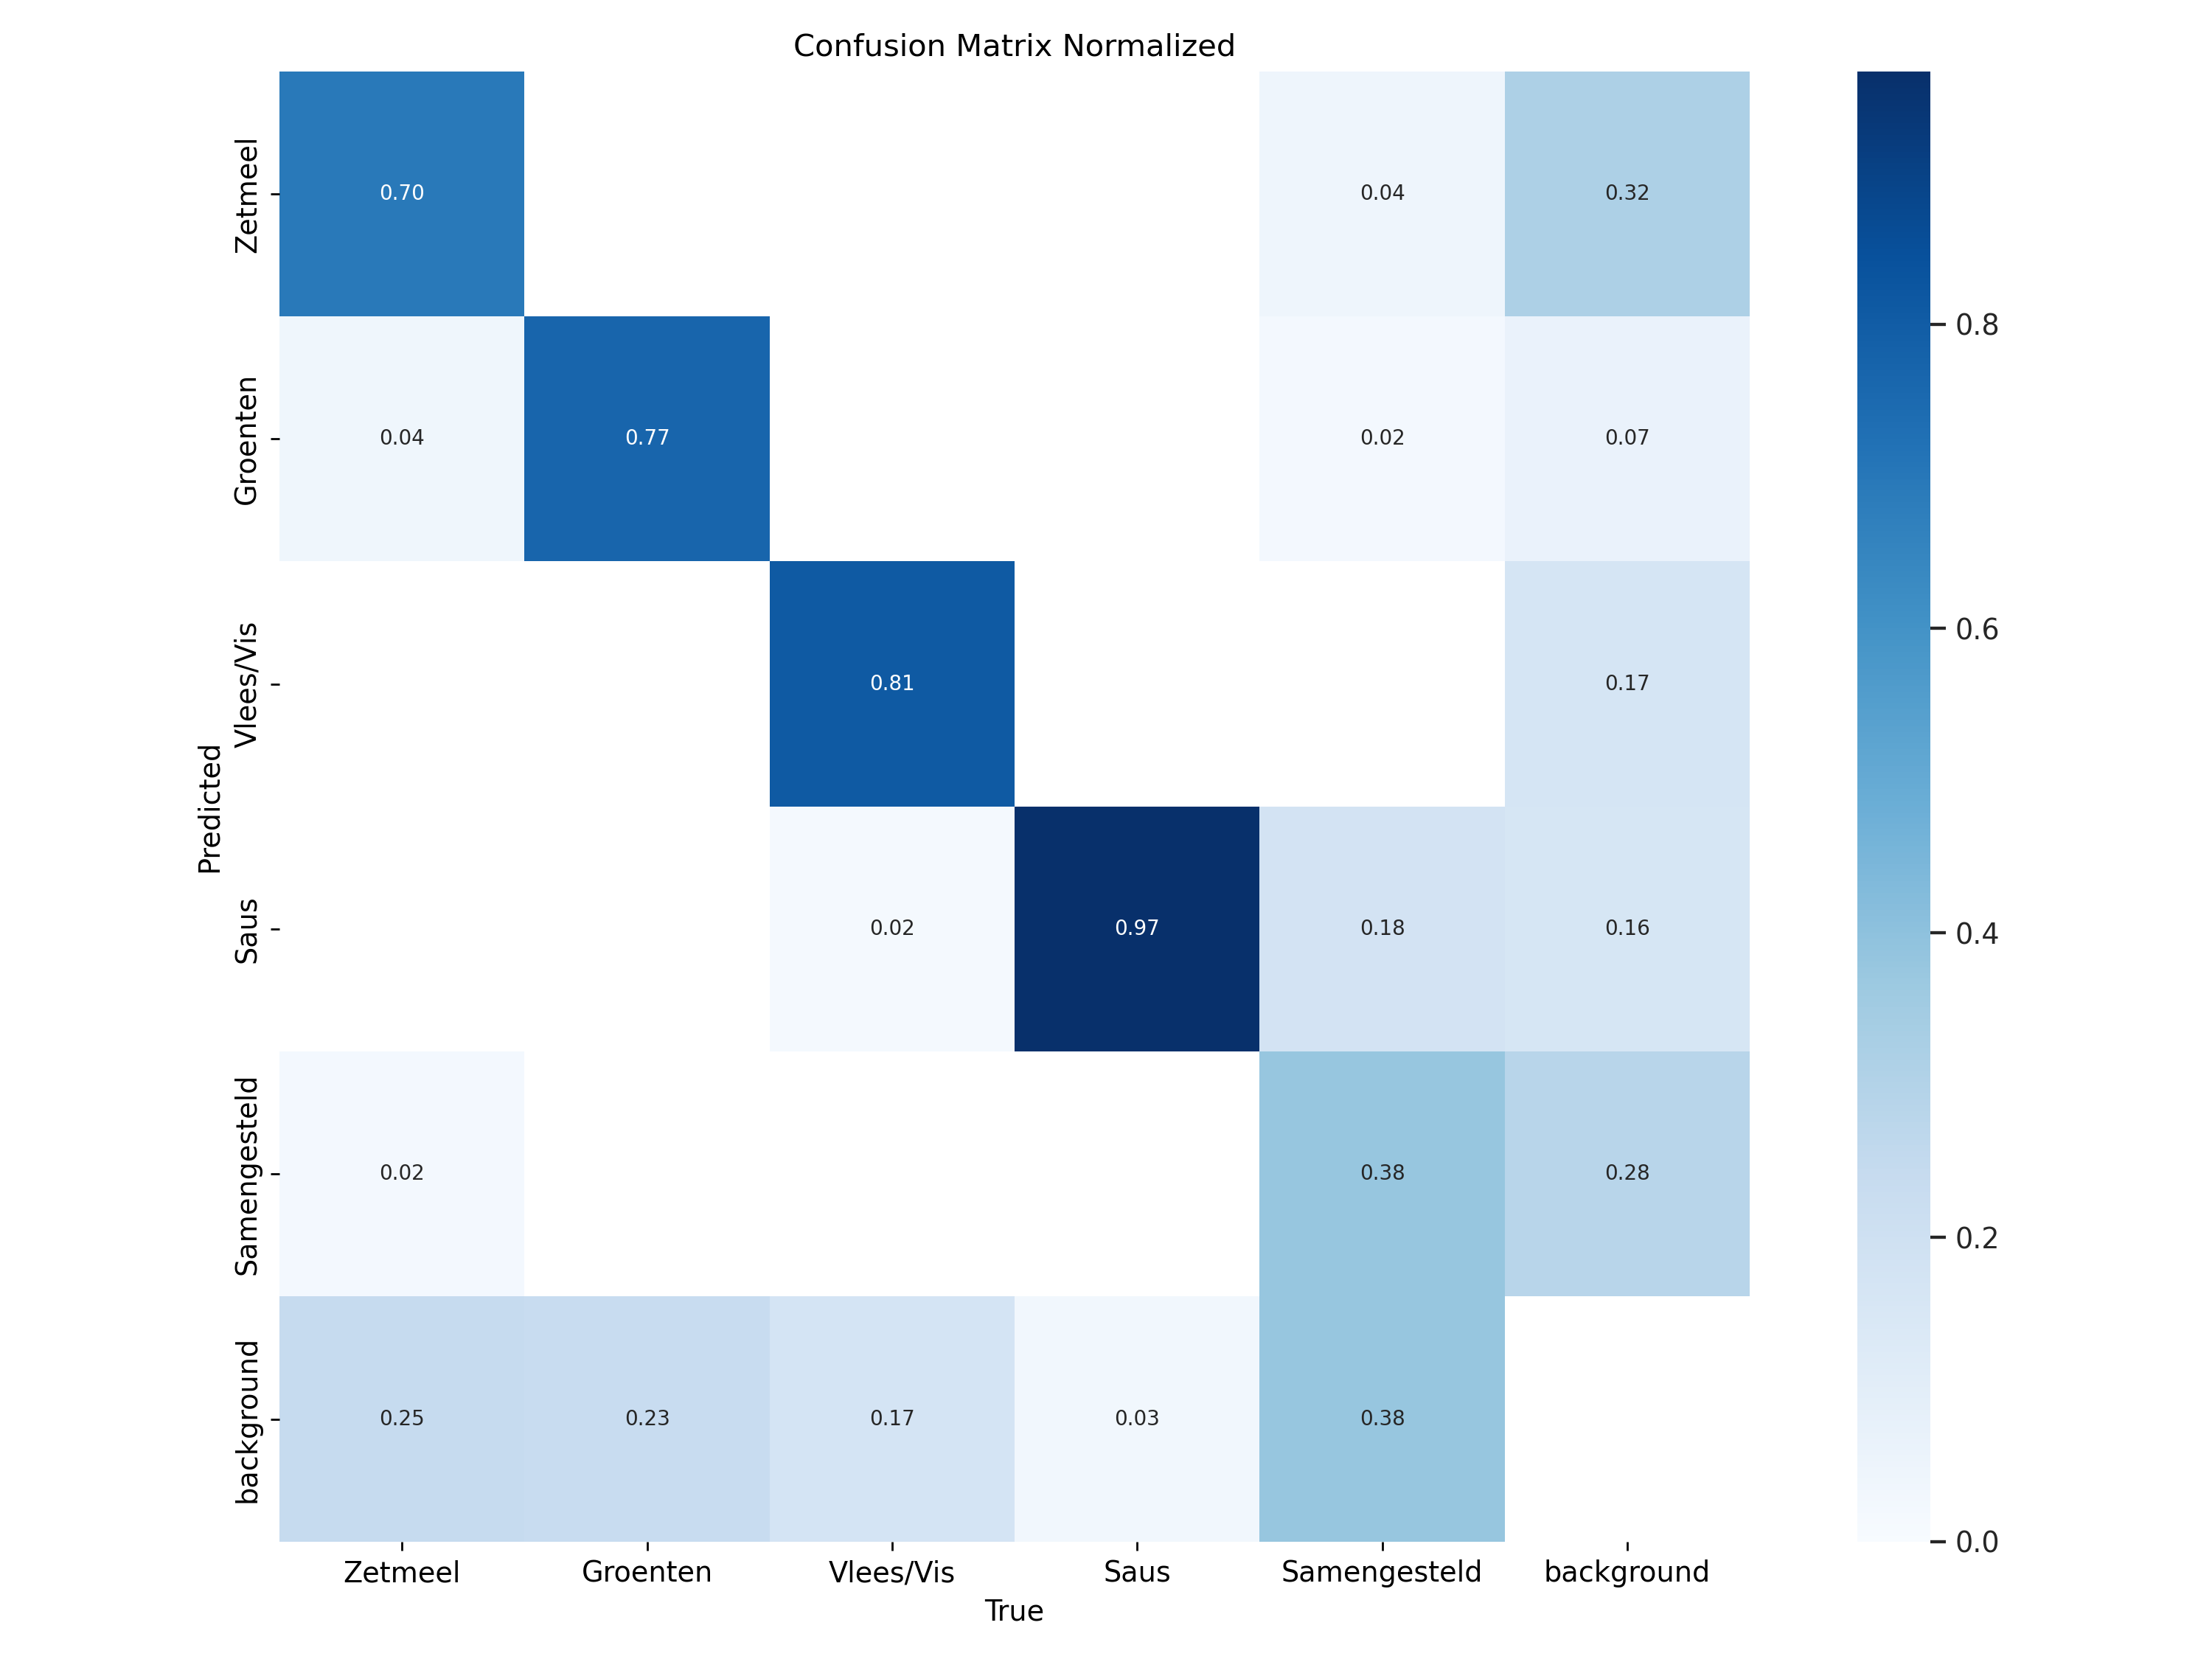 Confusion Matrix Normalized
Predicted
Zetmeel
0.70
0.04
0.32
Groenten
0.04
0.77
0.02
0.07
Vlees/Vis
0.81
0.17
Saus
0.02
0.97
0.18
0.16
Samengesteld
0.02
0.38
0.28
background
0.25
0.23
0.17
0.03
0.38
Zetmeel
Groenten
Vlees/Vis
Saus
Samengesteld
background
True
0.8
0.6
0.4
0.2
0.0